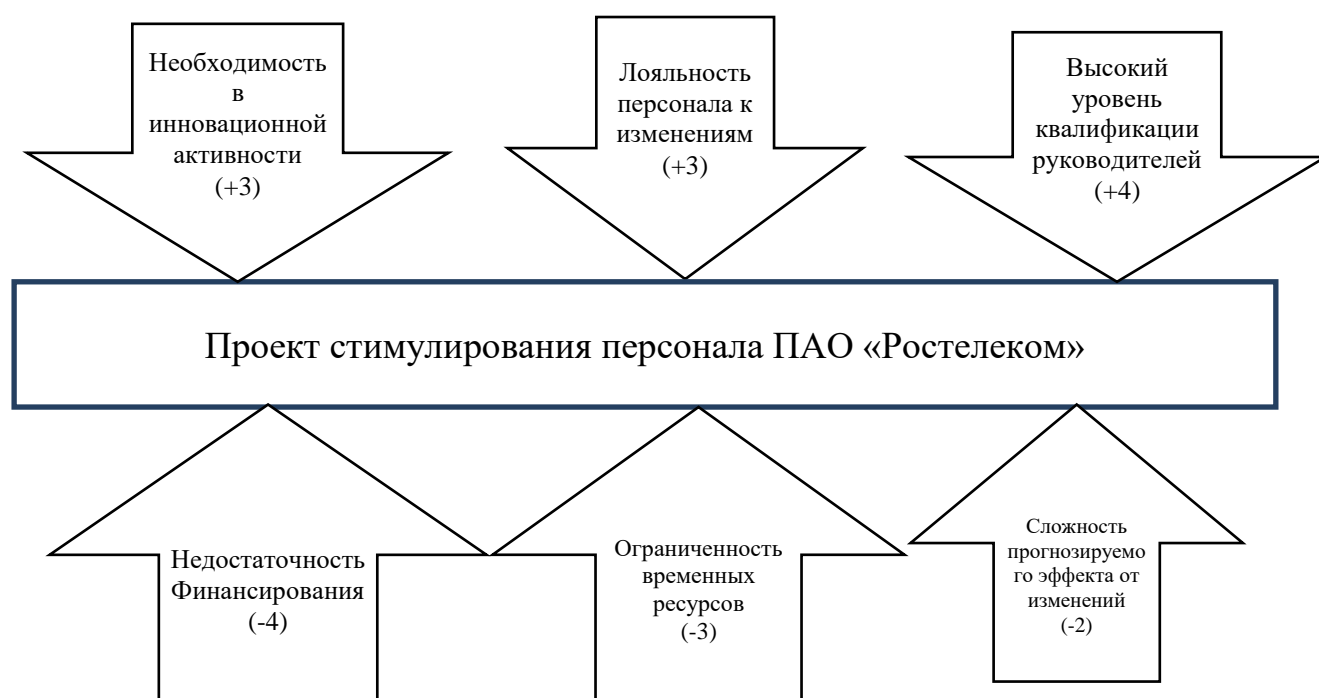 Необходимость
в
инновационной
активности
(+3)
Лояльность
персонала к
изменениям
(+3)
Высокий
уровень
квалификации
руководителей
(+4)
Проект стимулирования персонала ПАО «Ростелеком»
Недостаточность
Финансирования
(-4)
Ограниченность
временных
ресурсов
(-3)
Сложность
прогнозируемо
го эффекта от
изменений
(-2)